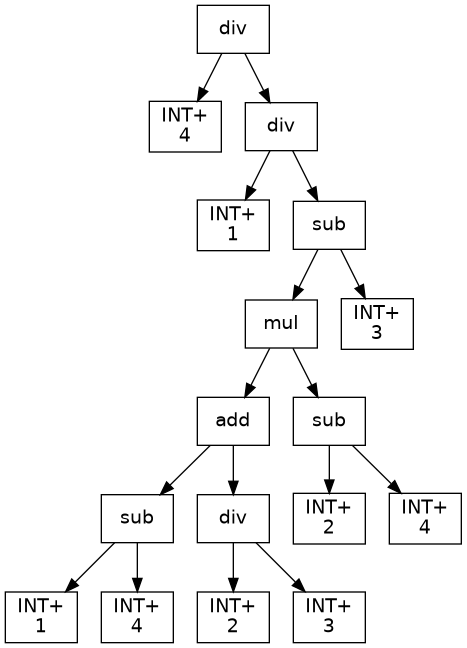 div
INT+
4
div
INT+
1
sub
mul
INT+
3
add
sub
sub
div
INT+
2
INT+
4
INT+
1
INT+
4
INT+
2
INT+
3